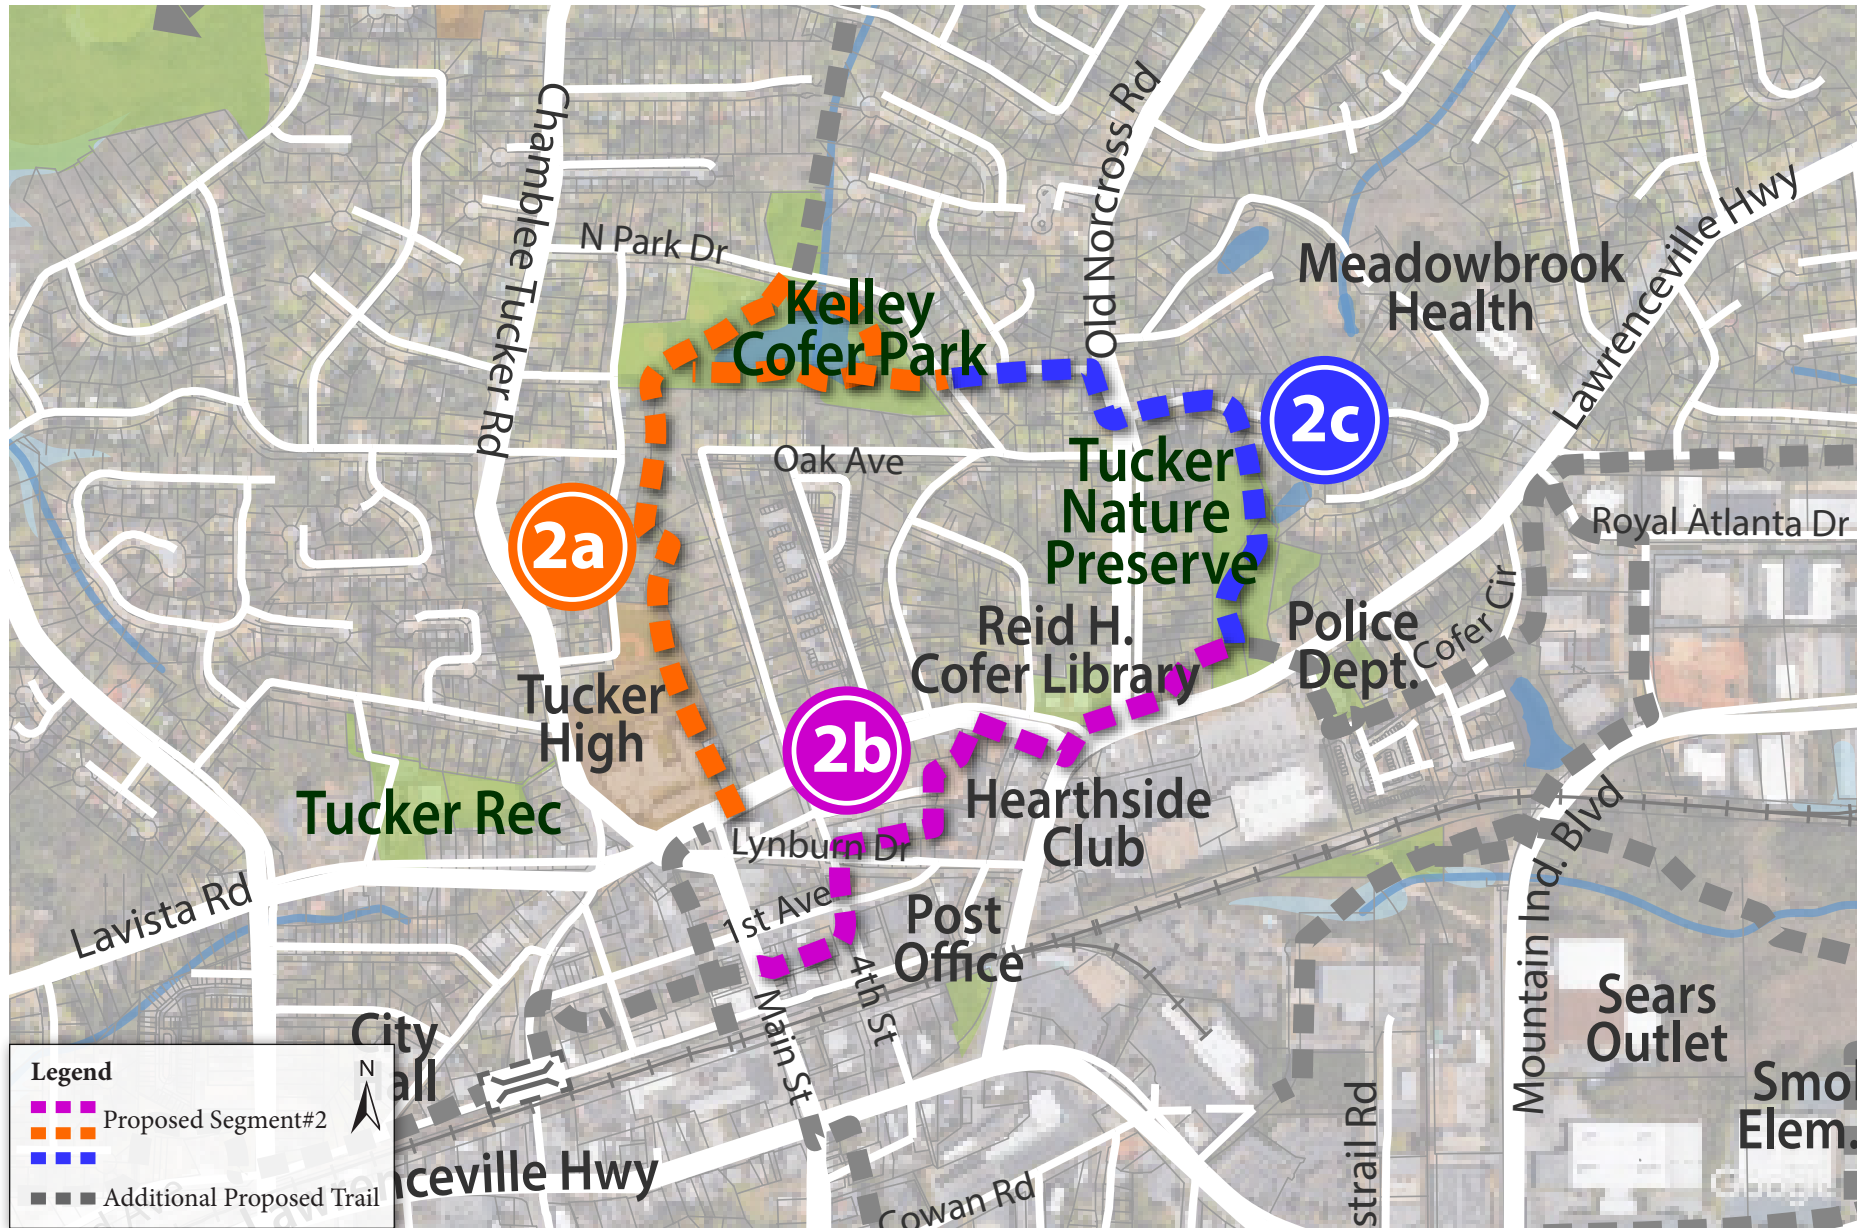 Chamblee Tucker Rd
N Park Dr
Old Norcross Rd
Lawrenceville Hwy
Meadowbrook
Health
Kelley
Cofer Park
2c
Oak Ave
Tucker
Nature
Preserve
Royal Atlanta Dr
2a
Reid H.
Cofer Library
Police
Dept.
Cofer Cir
Tucker
High
2b
Tucker Rec
Hearthside
Club
Lynburn Dr
Mountain Ind. Blvd
Lavista Rd
1st Ave
Post
Office
4th St
Main St
Sears
Outlet
City
all
Smo
Elem.
strail Rd
nceville Hwy
Cowan Rd
Legend
N
Proposed Segment#2
Additional Proposed Trail
Google